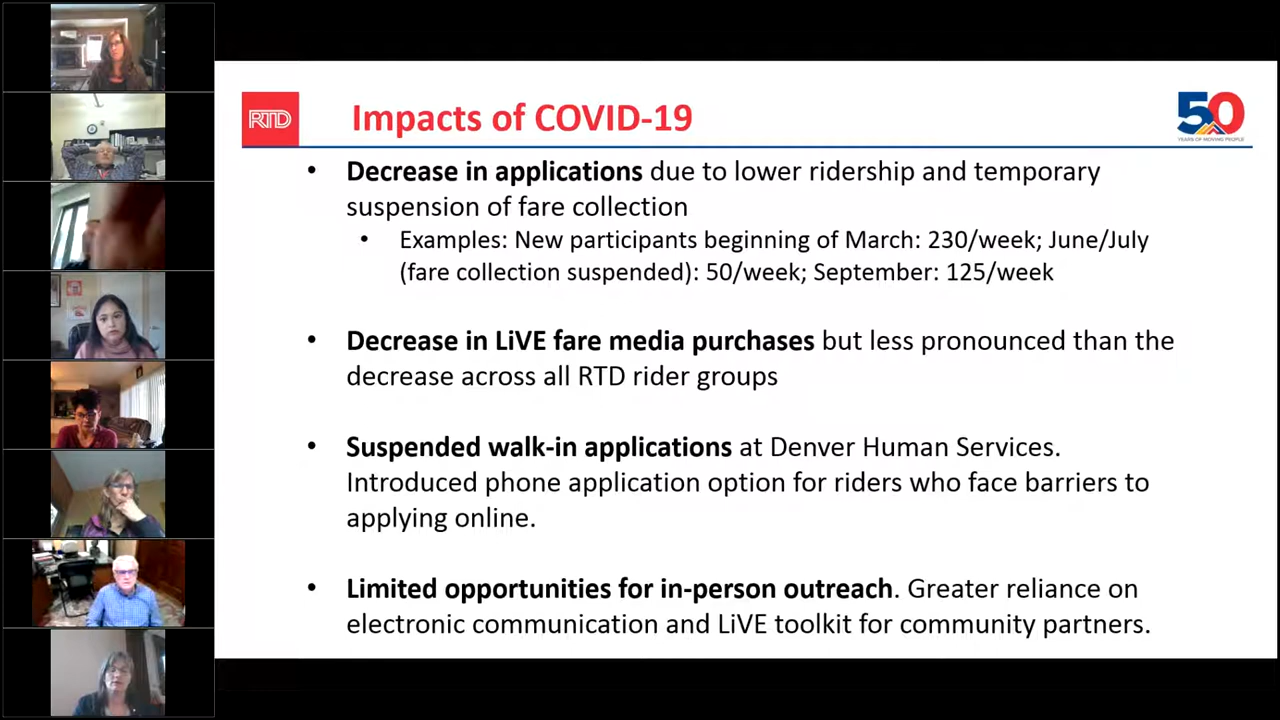 RTD
Impacts of COVID-19
50
YEARS OF MOVING PEOPLE
• Decrease in applications due to lower ridership and temporary
suspension of fare collection
• Examples: New participants beginning of March: 230/week; June/July
(fare collection suspended): 50/week; September: 125/week
• Decrease in LiVE fare media purchases but less pronounced than the
decrease across all RTD rider groups
• Suspended walk-in applications at Denver Human Services.
Introduced phone application option for riders who face barriers to
applying online.
• Limited opportunities for in-person outreach. Greater reliance on
electronic communication and LiVE toolkit for community partners.